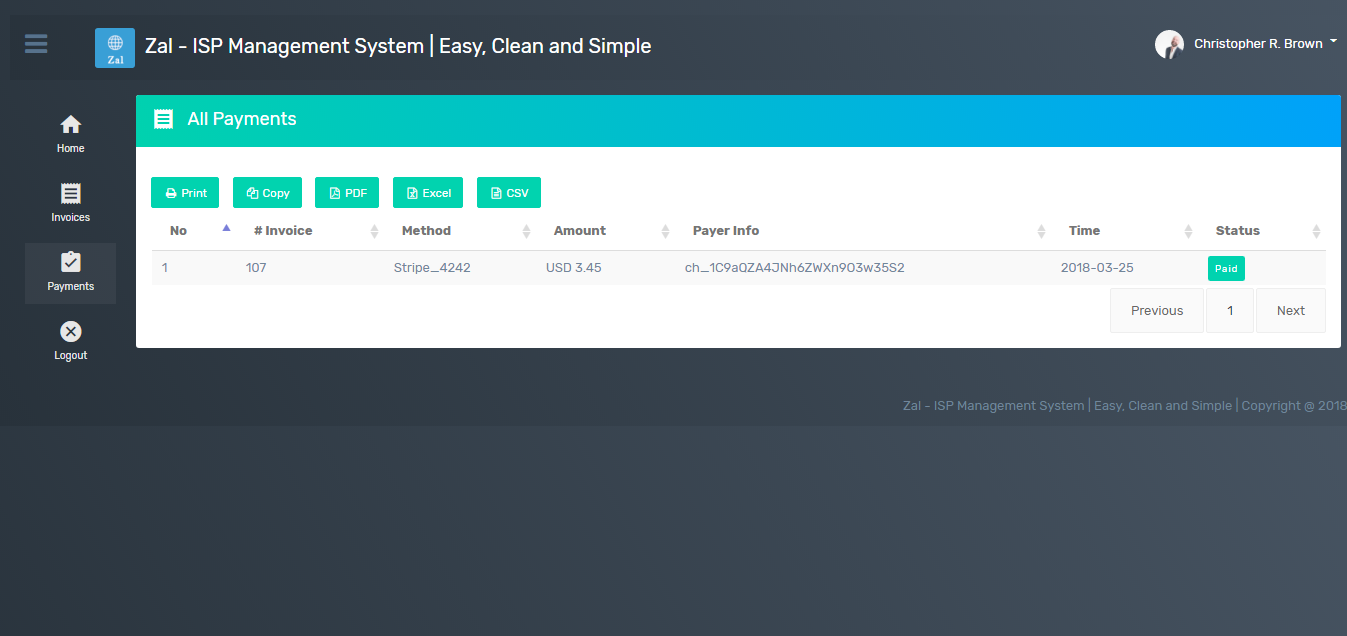 Zal
Zal - ISP Management System | Easy, Clean and Simple
Christopher R. Brown
Home
Invoices
Payments
Logout
All Payments
Print Copy PDF Excel CSV
No # Invoice Method Amount Payer Info Time Status
1 107 Stripe_4242 USD 3.45 ch_1C9aQZA4JNh6ZWXn9O3w35S2 2018-03-25 Paid
Previous 1 Next
Zal - ISP Management System | Easy, Clean and Simple | Copyright @ 2018